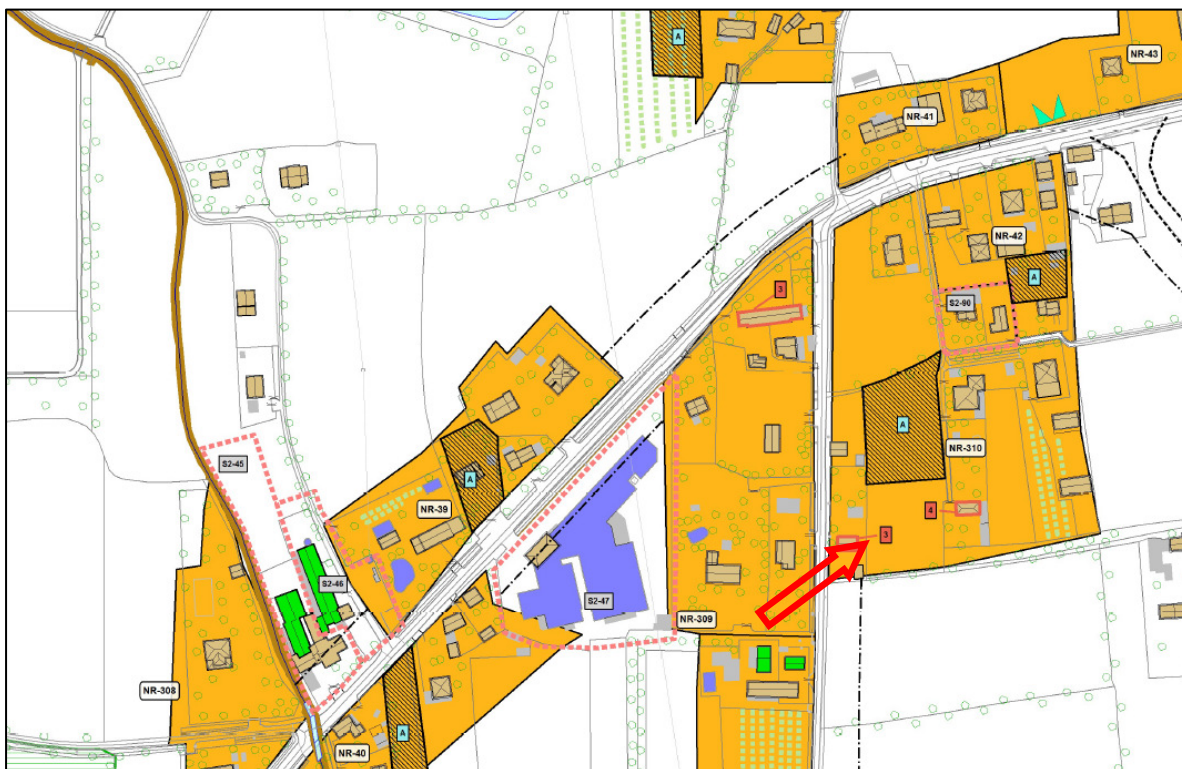 A
NR-43
NR-41
NR-42
A
S2-90
3
A
NR-310
S2-45
A
NR-39
4
3
S2-46
S2-47
NR-309
NR-308
A
NR-40